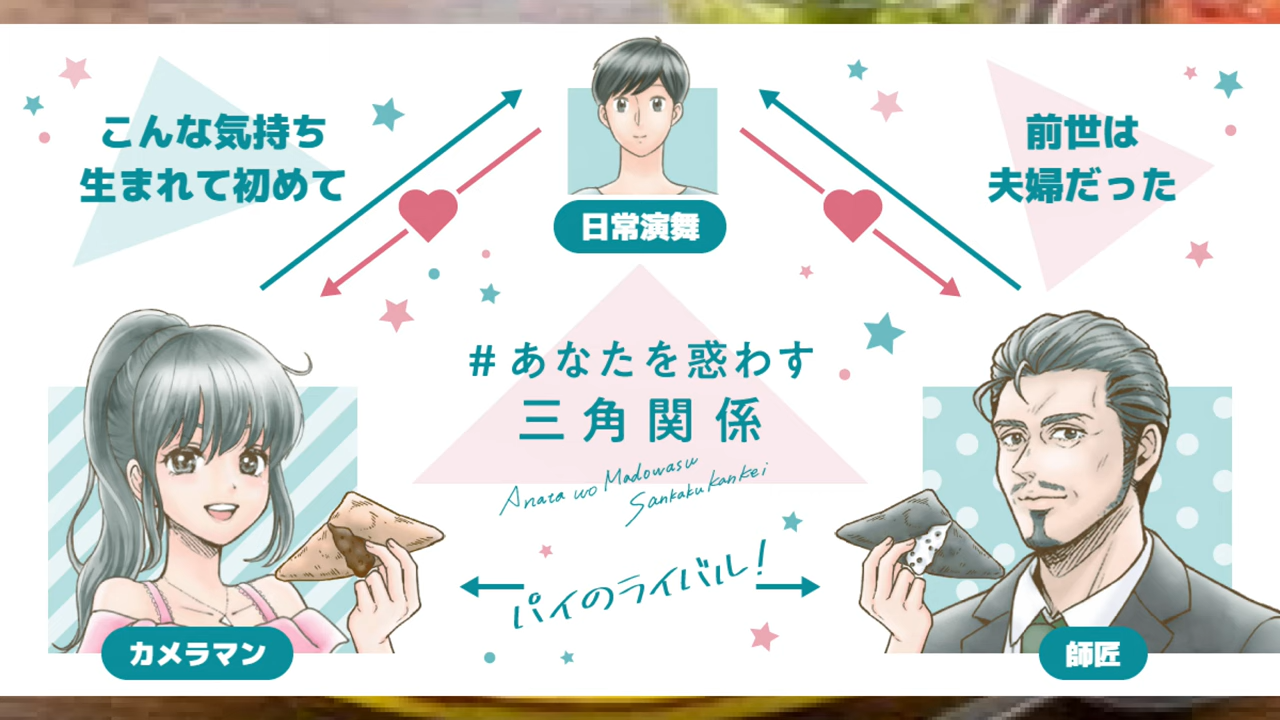 こんな気持ち
生まれて初めて
前世は
夫婦だった
日常演舞
#あなたを惑わす
三角関係
Anata wo Madowasu
Sankaku kankei
パイのライバル!
カメラマン
師匠